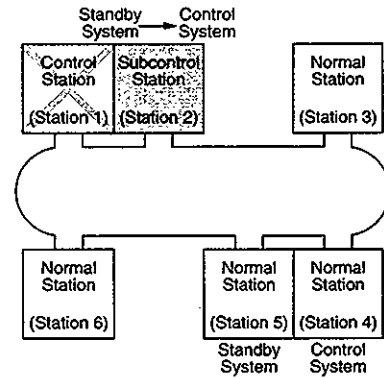 Standby → Control
System System
Control
Station
(Station 1)
Subcontrol
Station
(Station 2)
Normal
Station
(Station 3)
Normal
Station
(Station 6)
Normal
Station
(Station 5)
Normal
Station
(Station 4)
Standby
System
Control
System